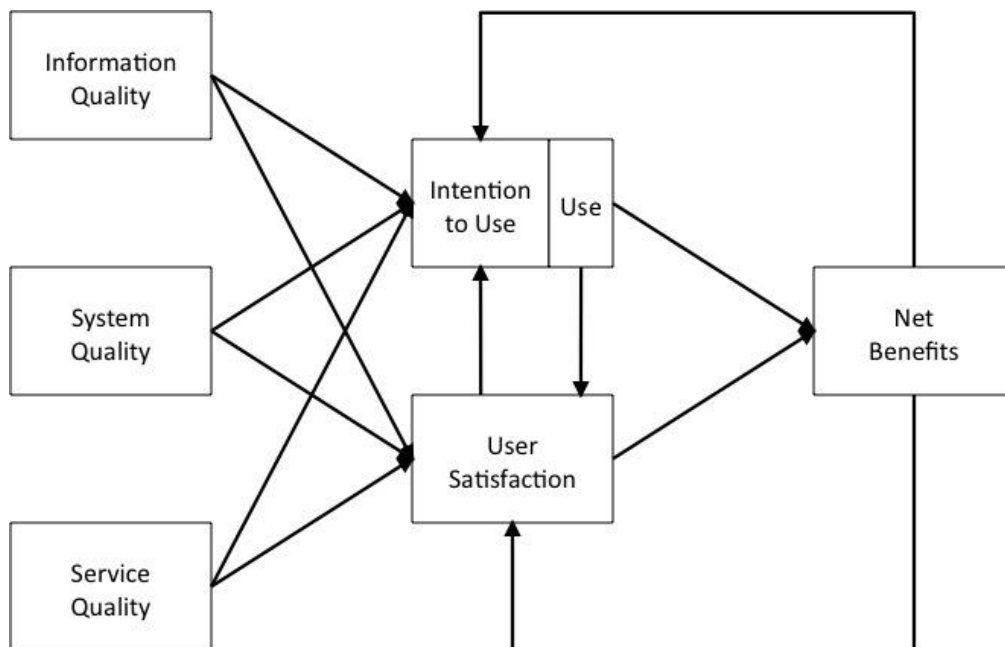 Information
Quality
Intention
to Use
Use
System
Quality
Net
Benefits
User
Satisfaction
Service
Quality